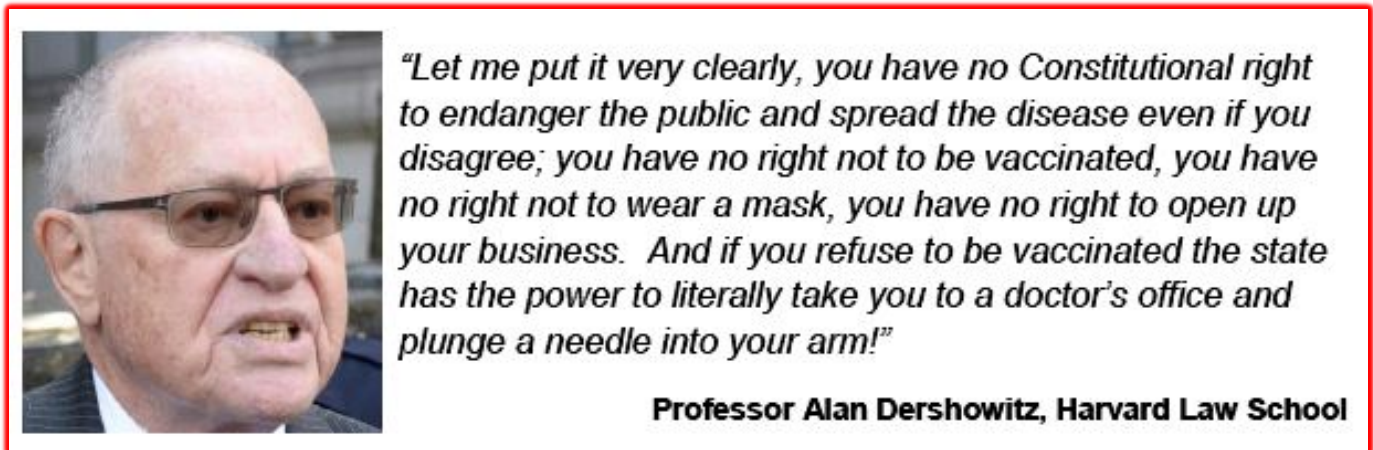 “Let me put it very clearly, you have no Constitutional right
to endanger the public and spread the disease even if you
disagree; you have no right not to be vaccinated, you have
no right not to wear a mask, you have no right to open up
your business.  And if you refuse to be vaccinated the state
has the power to literally take you to a doctor’s office and
plunge a needle into your arm!”
Professor Alan Dershowitz, Harvard Law School